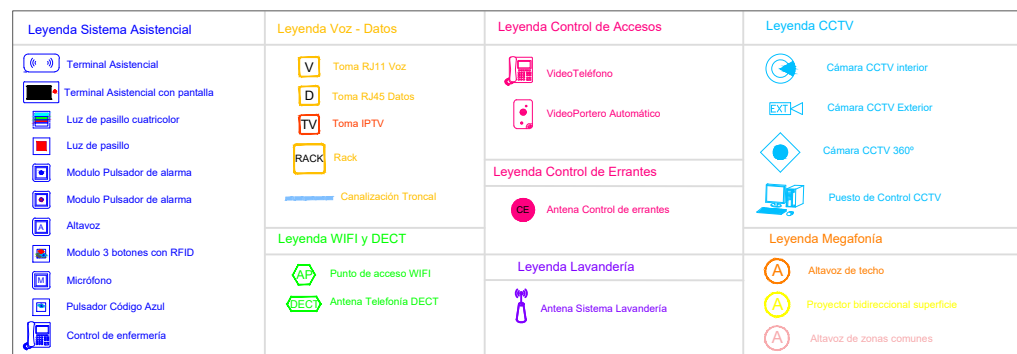 Leyenda Sistema Asistencial
Terminal Asistencial
Terminal Asistencial con pantalla
Luz de pasillo cuatricolor
Luz de pasillo
Modulo Pulsador de alarma
Modulo Pulsador de alarma
A Altavoz
Modulo 3 botones con RFID
M Micrófono
Pulsador Código Azul
Control de enfermería
Leyenda Voz - Datos
V Toma RJ11 Voz
D Toma RJ45 Datos
TV Toma IPTV
RACK Rack
Canalización Troncal
Leyenda WIFI y DECT
AP Punto de acceso WIFI
DECT Antena Telefonía DECT
Leyenda Control de Accesos
VideoTeléfono
VideoPortero Automático
Leyenda Control de Errantes
CE Antena Control de errantes
Leyenda Lavandería
Antena Sistema Lavandería
Leyenda CCTV
Cámara CCTV interior
EXT Cámara CCTV Exterior
Cámara CCTV 360º
Puesto de Control CCTV
Leyenda Megafonía
A Altavoz de techo
A Proyector bidireccional superficie
A Altavoz de zonas comunes